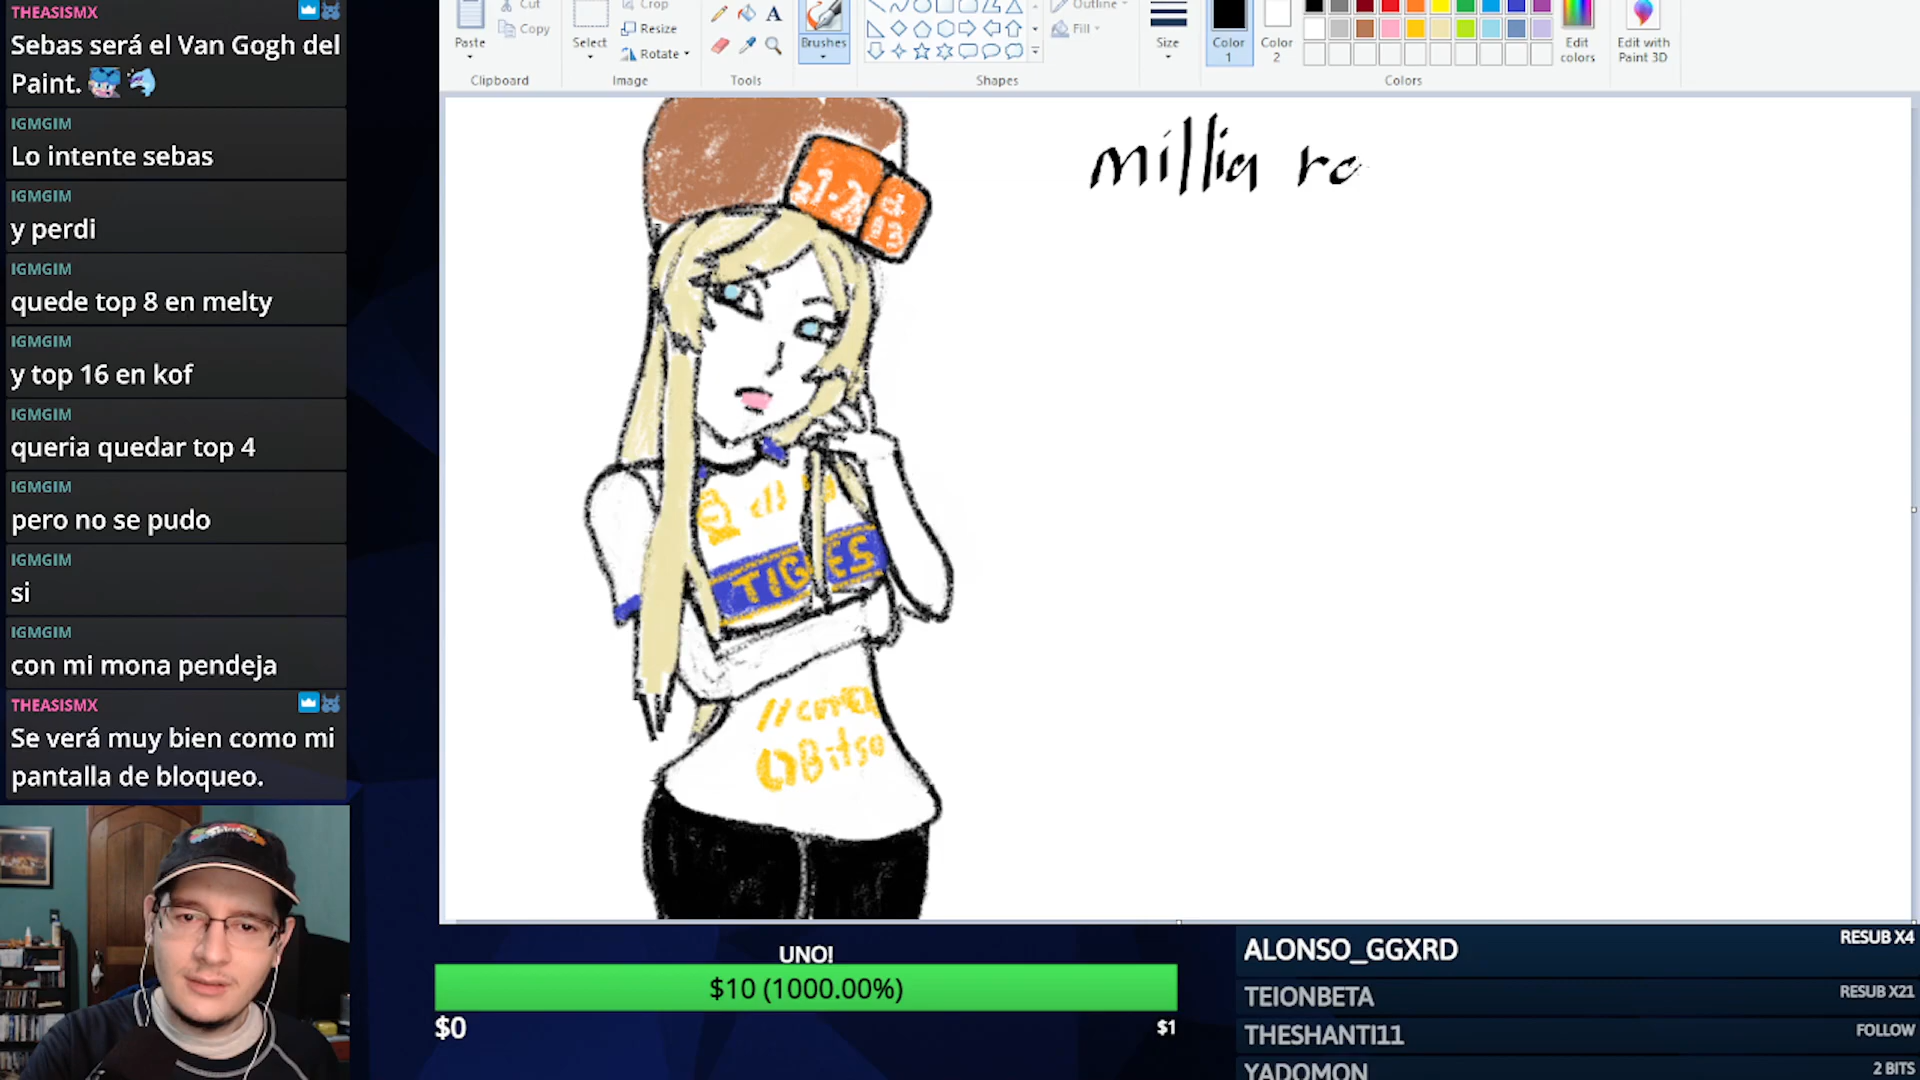 THEASISMX
Sebas será el Van Gogh del
Paint.
IGMGIM
Lo intente sebas
IGMGIM
y perdi
IGMGIM
quede top 8 en melty
IGMGIM
y top 16 en kof
IGMGIM
queria quedar top 4
IGMGIM
pero no se pudo
IGMGIM
si
IGMGIM
con mi mona pendeja
THEASISMX
Se verá muy bien como mi
pantalla de bloqueo.
Paste
Cut
Copy
Clipboard
Select
Crop
Resize
Rotate
Image
Tools
Brushes
Shapes
Outline
Fill
Size
Color
1
Color
2
Colors
Edit
colors
Edit with
Paint 3D
millia ro
TIGRES
Bitso
UNO!
$10 (1000.00%)
$0
$1
ALONSO_GGXRD
RESUB X4
TEIONBETA
RESUB X21
THESHANTI11
FOLLOW
YADOMON
2 BITS